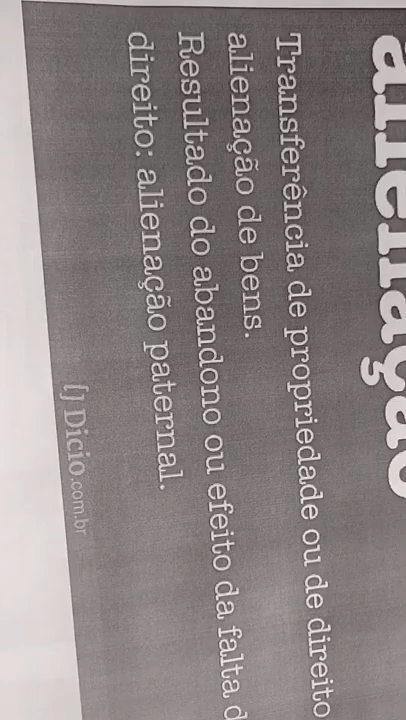 alienação
Transferência de propriedade ou de direito
alienação de bens.
Resultado do abandono ou efeito da falta d
direito: alienação paternal.
Dicio.com.br